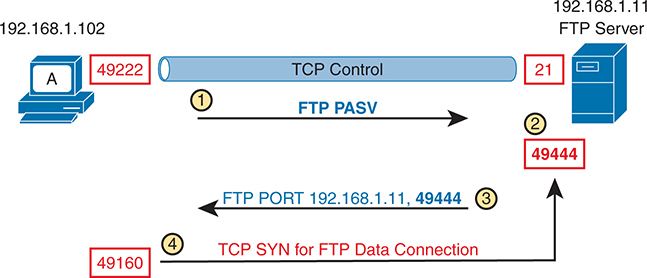 192.168.1.11
FTP Server
192.168.1.102
A
49222
TCP Control
21
1
FTP PASV
2
49444
FTP PORT 192.168.1.11, 49444
3
4
TCP SYN for FTP Data Connection
49160